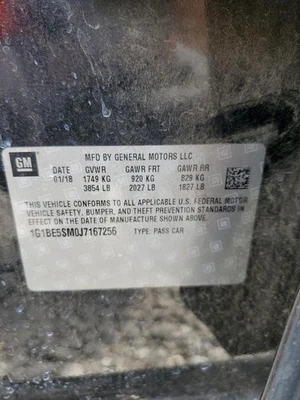 GM
MFD BY GENERAL MOTORS LLC
DATE GVWR GAWR FRT GAWR RR
01/18 1749 KG 920 KG 829 KG
3854 LB 2027 LB 1827 LB
THIS VEHICLE CONFORMS TO ALL APPLICABLE U.S. FEDERAL MOTOR
VEHICLE SAFETY, BUMPER, AND THEFT PREVENTION STANDARDS IN
EFFECT ON THE DATE OF MANUFACTURE SHOWN ABOVE.
1G1BE5SM0J7167256 TYPE: PASS CAR